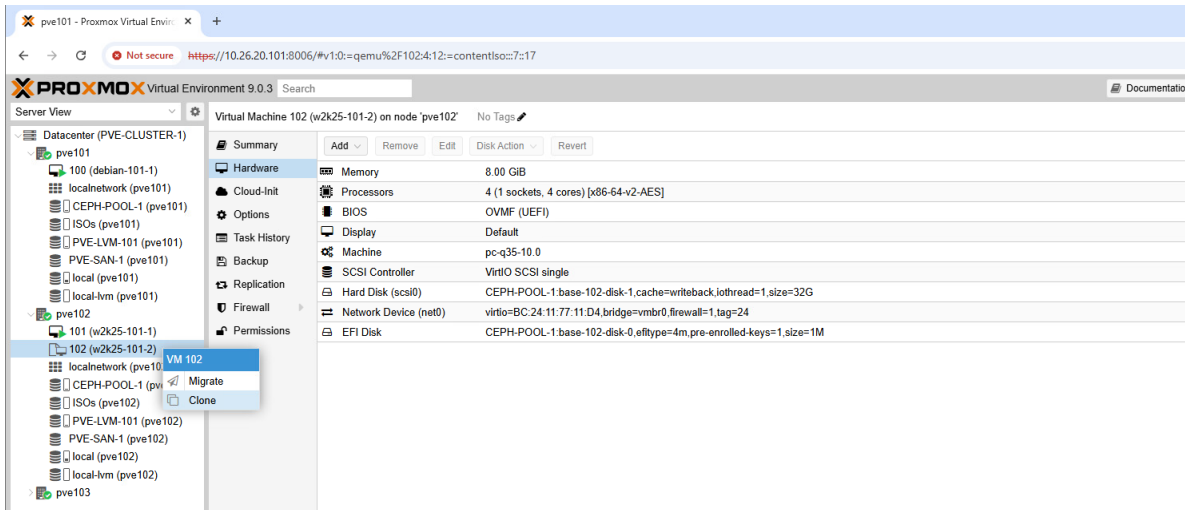 pve101 - Proxmox Virtual Enviro
Not secure https://10.26.20.101:8006/#v1:0:=qemu%2F102:4:12:=contentIso:::7::17
PROXMOX Virtual Environment 9.0.3 Search
Documentatio
Server View
Datacenter (PVE-CLUSTER-1)
pve101
100 (debian-101-1)
localnetwork (pve101)
CEPH-POOL-1 (pve101)
ISOs (pve101)
PVE-LVM-101 (pve101)
PVE-SAN-1 (pve101)
local (pve101)
local-lvm (pve101)
pve102
101 (w2k25-101-1)
102 (w2k25-101-2)
localnetwork (pve10
CEPH-POOL-1 (pv
ISOs (pve102)
PVE-LVM-101 (pve102)
PVE-SAN-1 (pve102)
local (pve102)
local-lvm (pve102)
pve103
VM 102
Migrate
Clone
Virtual Machine 102 (w2k25-101-2) on node 'pve102' No Tags
Summary
Hardware
Cloud-Init
Options
Task History
Backup
Replication
Firewall
Permissions
Add Remove Edit Disk Action Revert
Memory 8.00 GiB
Processors 4 (1 sockets, 4 cores) [x86-64-v2-AES]
BIOS OVMF (UEFI)
Display Default
Machine pc-q35-10.0
SCSI Controller VirtIO SCSI single
Hard Disk (scsi0) CEPH-POOL-1:base-102-disk-1,cache=writeback,iothread=1,size=32G
Network Device (net0) virtio=BC:24:11:77:11:D4,bridge=vmbr0,firewall=1,tag=24
EFI Disk CEPH-POOL-1:base-102-disk-0,efitype=4m,pre-enrolled-keys=1,size=1M